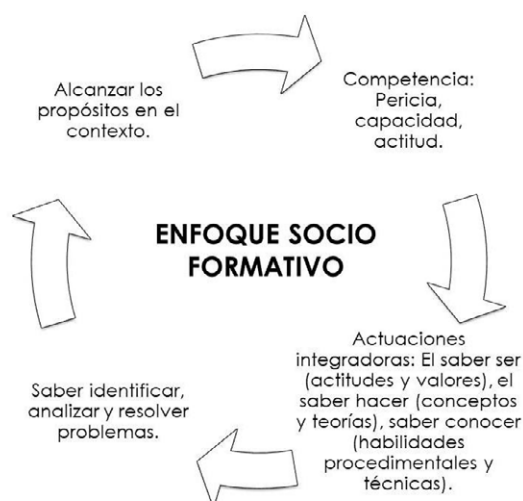 Alcanzar los
propósitos en el
contexto.
Competencia:
Pericia,
capacidad,
actitud.
ENFOQUE SOCIO
FORMATIVO
Actuaciones
integradoras: El saber ser
(actitudes y valores), el
saber hacer (conceptos
y teorías), saber conocer
(habilidades
procedimentales y
técnicas).
Saber identificar,
analizar y resolver
problemas.